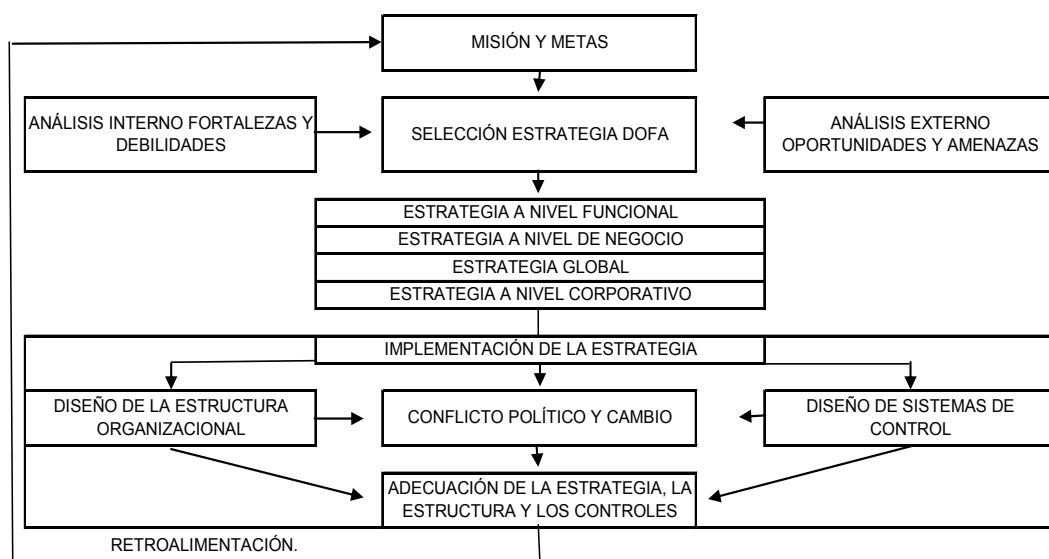 MISIÓN Y METAS
ANÁLISIS INTERNO FORTALEZAS Y
DEBILIDADES
SELECCIÓN ESTRATEGIA DOFA
ANÁLISIS EXTERNO
OPORTUNIDADES Y AMENAZAS
ESTRATEGIA A NIVEL FUNCIONAL
ESTRATEGIA A NIVEL DE NEGOCIO
ESTRATEGIA GLOBAL
ESTRATEGIA A NIVEL CORPORATIVO
IMPLEMENTACIÓN DE LA ESTRATEGIA
DISEÑO DE LA ESTRUCTURA
ORGANIZACIONAL
CONFLICTO POLÍTICO Y CAMBIO
DISEÑO DE SISTEMAS DE
CONTROL
ADECUACIÓN DE LA ESTRATEGIA, LA
ESTRUCTURA Y LOS CONTROLES
RETROALIMENTACIÓN.